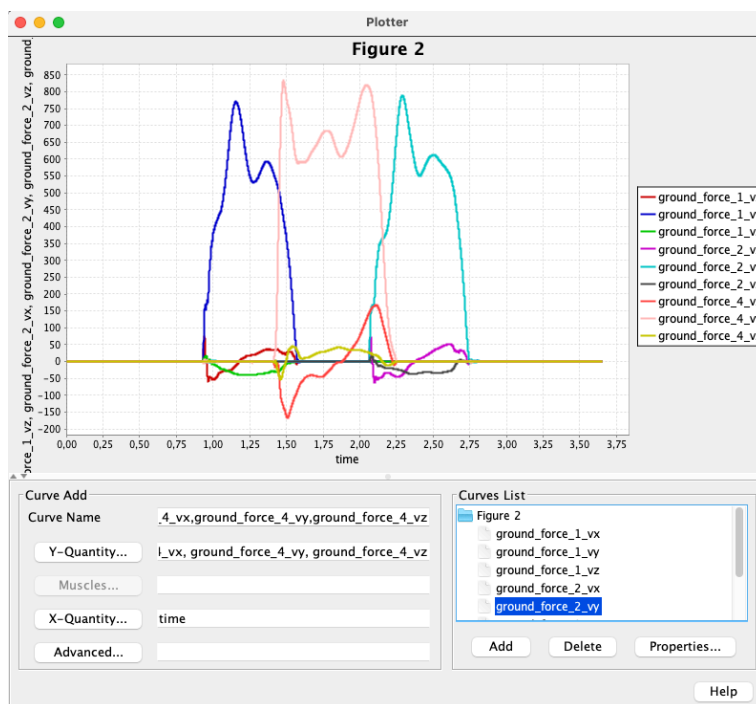 Plotter
Figure 2
orce_1_vz, ground_force_2_vx, ground_force_2_vy, ground_force_2_vz, ground
850
800
750
700
650
600
550
500
450
400
350
300
250
200
150
100
50
0
-50
-100
-150
-200
0,00 0,25 0,50 0,75 1,00 1,25 1,50 1,75 2,00 2,25 2,50 2,75 3,00 3,25 3,50 3,75
time
ground_force_1_v
ground_force_1_v
ground_force_1_v
ground_force_2_v
ground_force_2_v
ground_force_2_v
ground_force_4_v
ground_force_4_v
ground_force_4_v
Curve Add
Curve Name _4_vx,ground_force_4_vy,ground_force_4_vz
Y-Quantity... _vx, ground_force_4_vy, ground_force_4_vz
Muscles...
X-Quantity... time
Advanced...
Curves List
Figure 2
ground_force_1_vx
ground_force_1_vy
ground_force_1_vz
ground_force_2_vx
ground_force_2_vy
Add Delete Properties...
Help